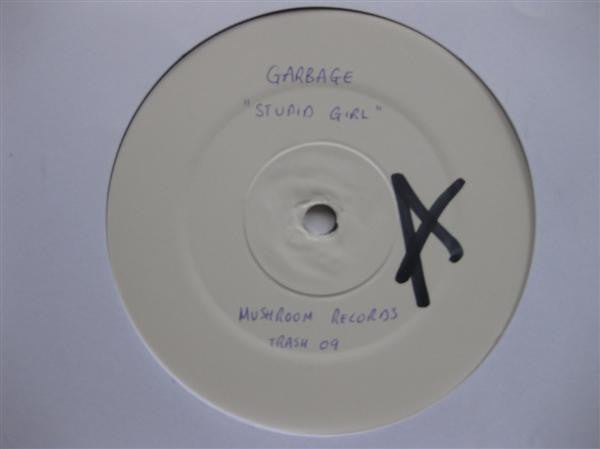 GARBAGE
"STUPID GIRL"
A
MUSHROOM RECORDS
TRASH 09